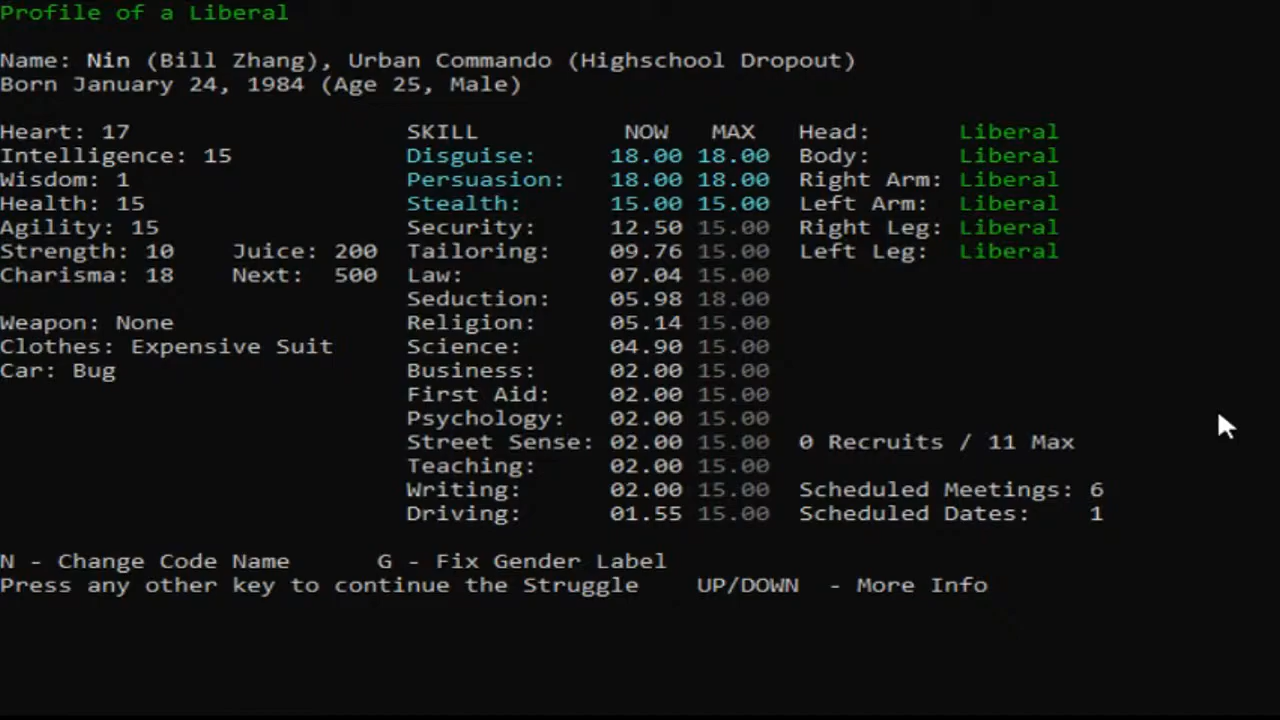 Profile of a Liberal
Name: Nin (Bill Zhang), Urban Commando (Highschool Dropout)
Born January 24, 1984 (Age 25, Male)
Heart: 17 SKILL NOW MAX Head: Liberal
Intelligence: 15 Disguise: 18.00 18.00 Body: Liberal
Wisdom: 1 Persuasion: 18.00 18.00 Right Arm: Liberal
Health: 15 Stealth: 15.00 15.00 Left Arm: Liberal
Agility: 15 Security: 12.50 15.00 Right Leg: Liberal
Strength: 10 Juice: 200 Tailoring: 09.76 15.00 Left Leg: Liberal
Charisma: 18 Next: 500 Law: 07.04 15.00
Seduction: 05.98 18.00
Weapon: None Religion: 05.14 15.00
Clothes: Expensive Suit Science: 04.90 15.00
Car: Bug Business: 02.00 15.00
First Aid: 02.00 15.00
Psychology: 02.00 15.00
Street Sense: 02.00 15.00 0 Recruits / 11 Max
Teaching: 02.00 15.00
Writing: 02.00 15.00 Scheduled Meetings: 6
Driving: 01.55 15.00 Scheduled Dates: 1
N - Change Code Name G - Fix Gender Label
Press any other key to continue the Struggle UP/DOWN - More Info